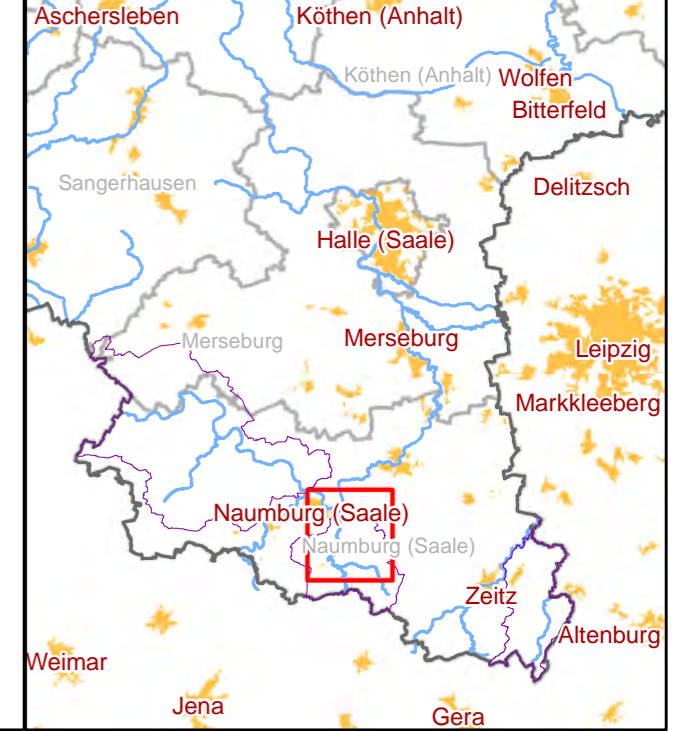 Aschersleben
Köthen (Anhalt)
Köthen (Anhalt)
Wolfen
Bitterfeld
Sangerhausen
Delitzsch
Halle (Saale)
Merseburg
Merseburg
Leipzig
Markkleeberg
Naumburg (Saale)
Naumburg (Saale)
Zeitz
Altenburg
Weimar
Jena
Gera